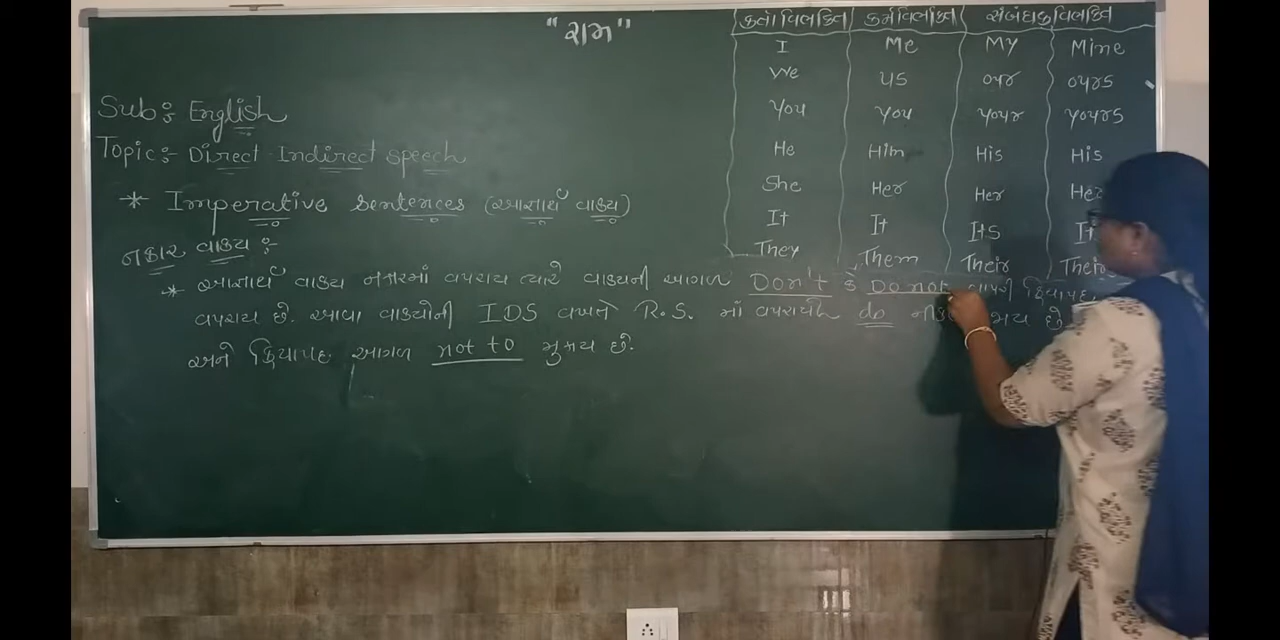 "રામ"
Sub: English
Topic:- Direct Indirect speech
* Imperative Sentences (આજ્ઞાર્થ વાક્ય)
નકાર વાક્ય :-
* આજ્ઞાર્થ વાક્ય નકારમાં વપરાય ત્યારે વાક્યની આગળ Don't કે Do not વાપરી ક્રિયાપદ
વપરાય છે. આવા વાક્યોની IDS વખતે R.S. માં વપરાયેલ do છે
અને ક્રિયાપદ આગળ not to મુકાય છે.
કર્તા વિભક્તિ કર્મ વિભક્તિ સંબંધક વિભક્તિ
I Me My Mine
We us our ours
You You Your Yours
He Him His His
She Her Her
It It Its
They Them Their Theirs